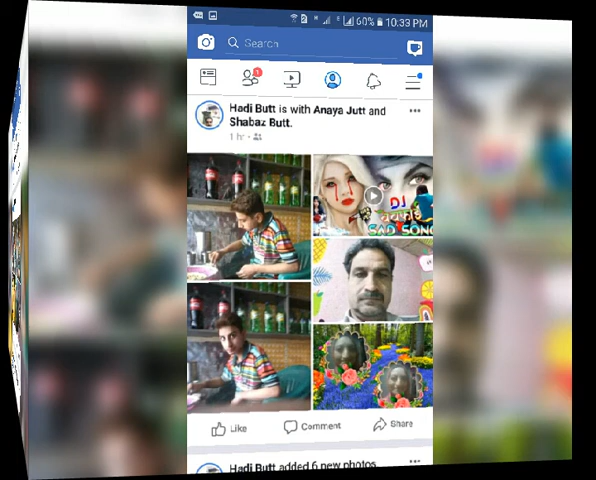 60% 10:33 PM
Search
1
Hadi Butt is with Anaya Jutt and
Shabaz Butt.
1 hr
DJ
SAD SONG
Like Comment Share
Hadi Butt added 6 new photos.